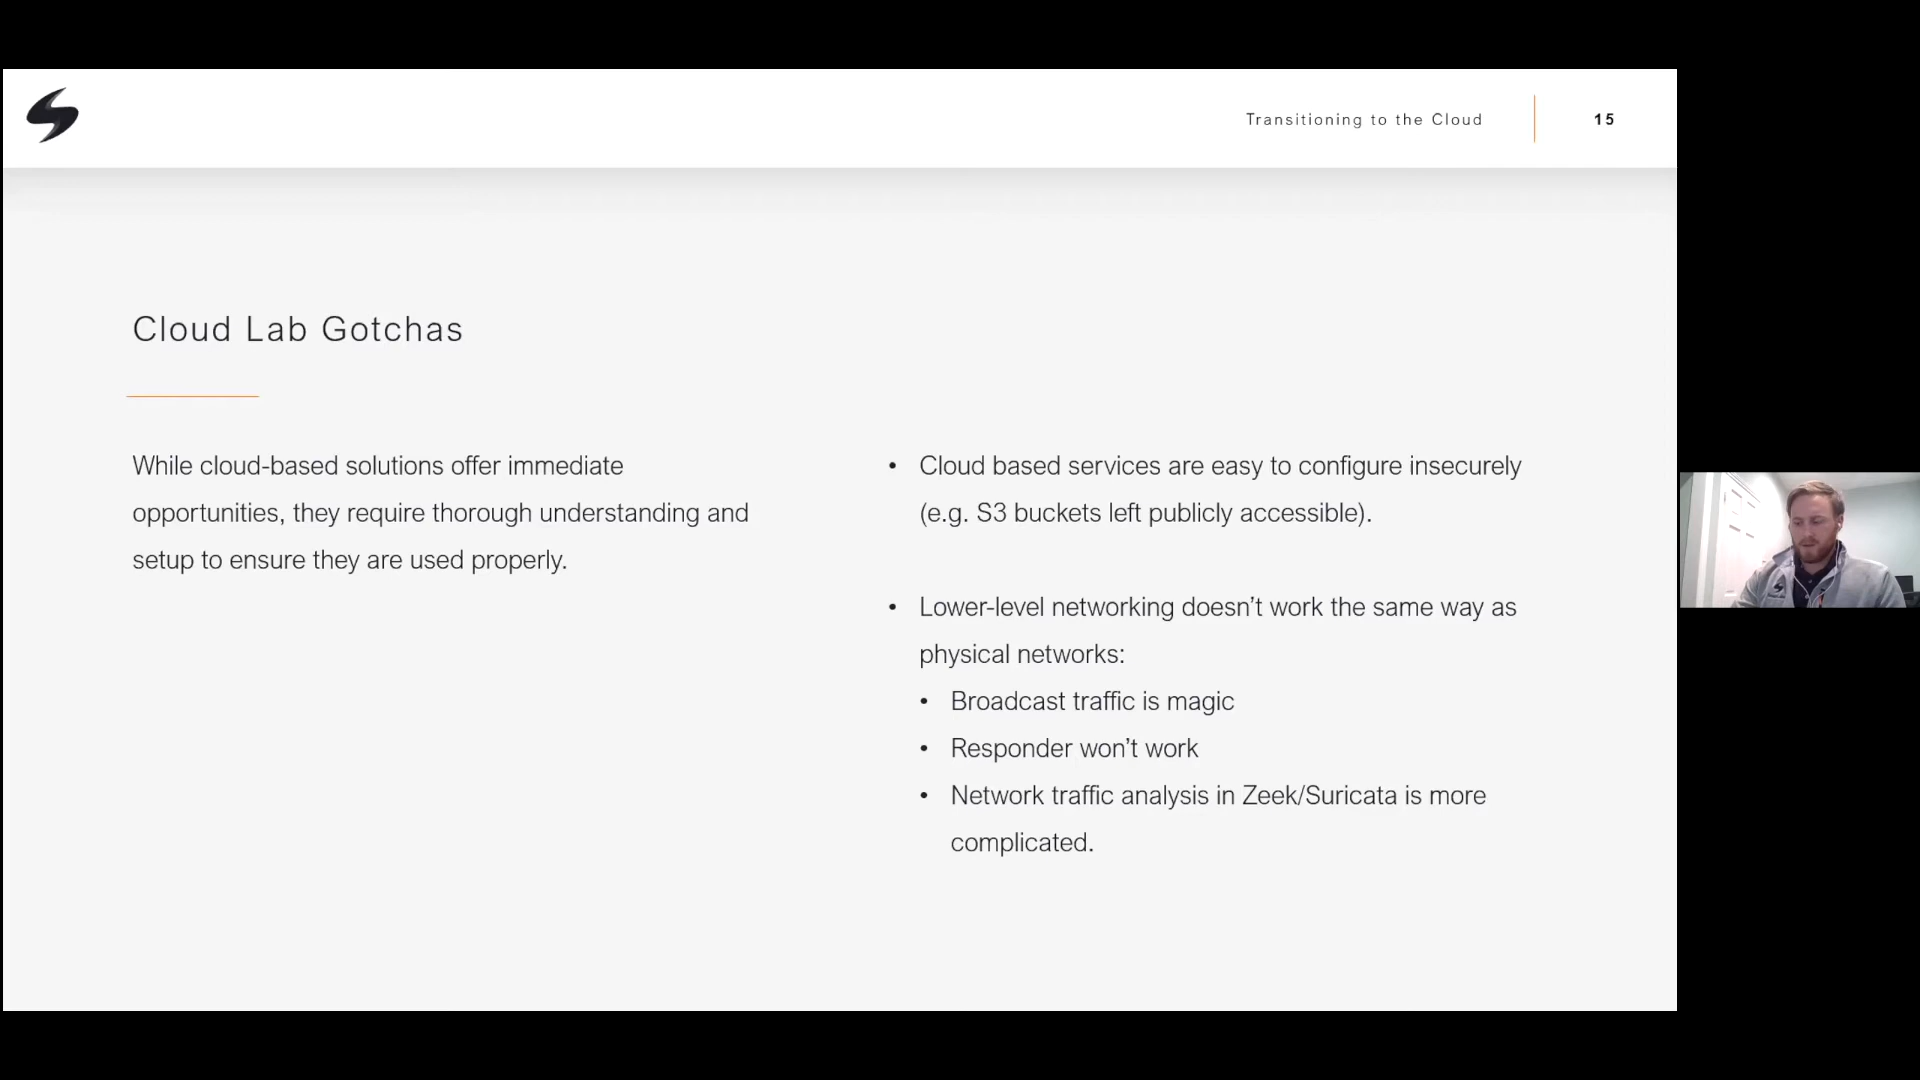 Transitioning to the Cloud
15
Cloud Lab Gotchas
While cloud-based solutions offer immediate
opportunities, they require thorough understanding and
setup to ensure they are used properly.
• Cloud based services are easy to configure insecurely
(e.g. S3 buckets left publicly accessible).
• Lower-level networking doesn’t work the same way as
physical networks:
• Broadcast traffic is magic
• Responder won’t work
• Network traffic analysis in Zeek/Suricata is more
complicated.